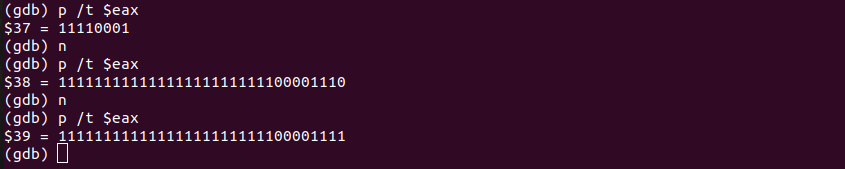 (gdb) p /t $eax
$37 = 11110001
(gdb) n
(gdb) p /t $eax
$38 = 11111111111111111111111100001110
(gdb) n
(gdb) p /t $eax
$39 = 11111111111111111111111100001111
(gdb)